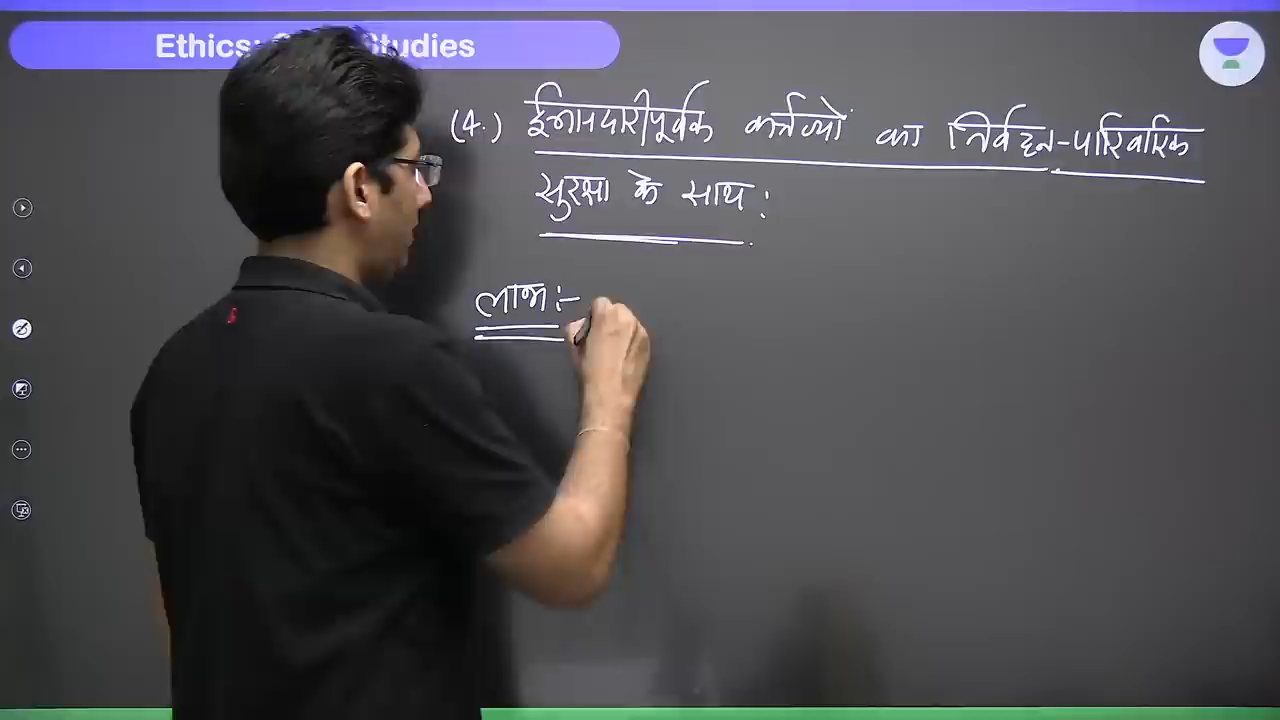 Ethics: Studies
(4.) ईमानदारीपूर्वक कर्त्तव्यों का निर्वहन-पारिवारिक
सुरक्षा के साथ :
लाभ :-